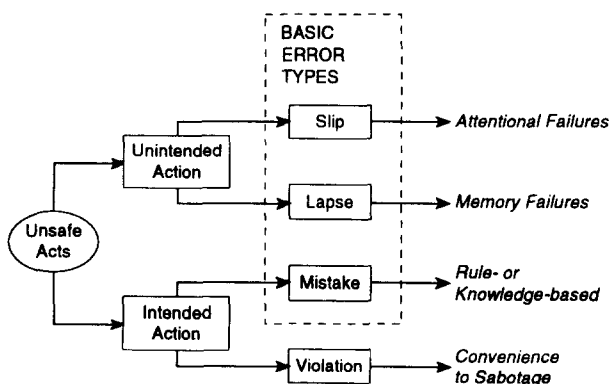 BASIC
ERROR
TYPES
Slip
Attentional Failures
Unintended
Action
Lapse
Memory Failures
Unsafe
Acts
Mistake
Rule- or
Knowledge-based
Intended
Action
Violation
Convenience
to Sabotage